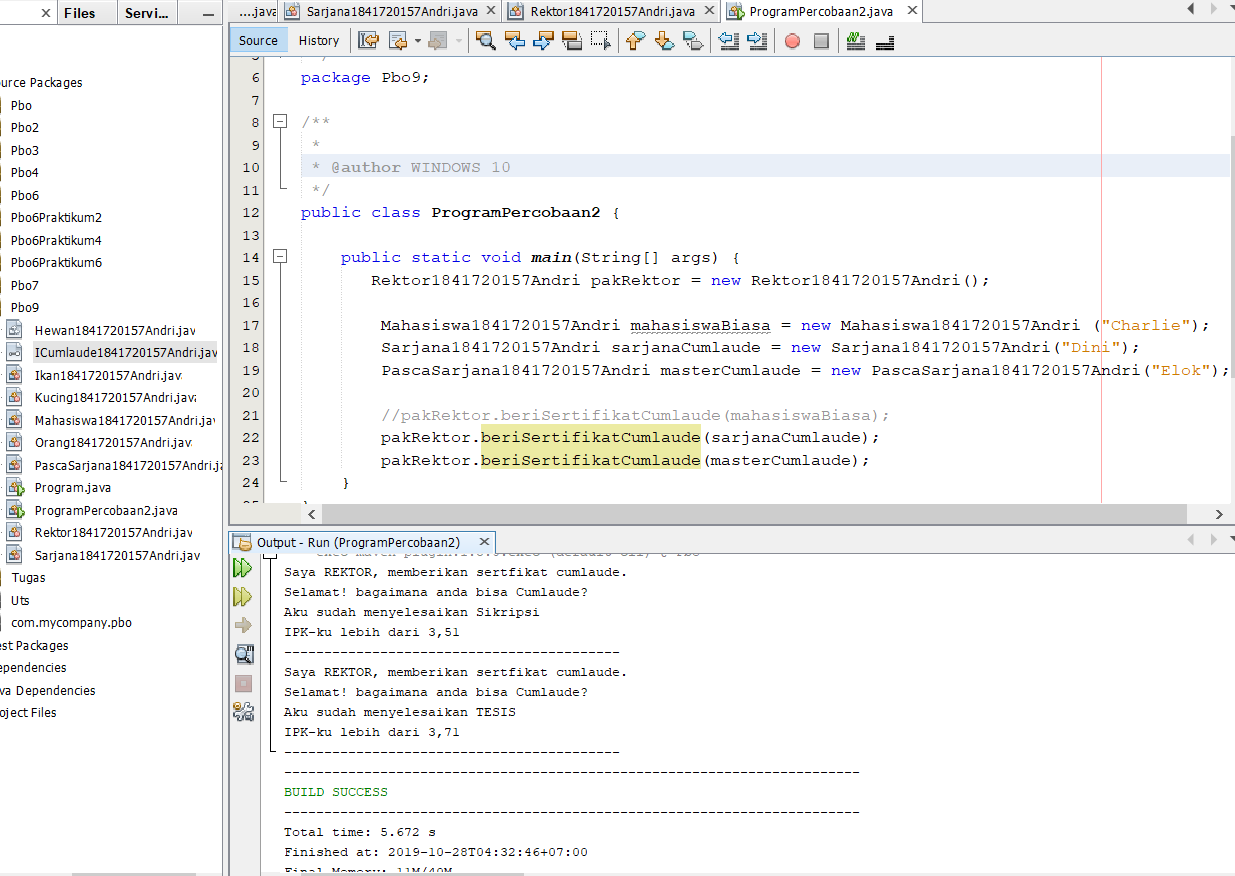 Files
Servi...
urce Packages
Pbo
Pbo2
Pbo3
Pbo4
Pbo6
Pbo6Praktikum2
Pbo6Praktikum4
Pbo6Praktikum6
Pbo7
Pbo9
Hewan1841720157Andri.jav
ICumlaude1841720157Andri.jav
Ikan1841720157Andri.jav
Kucing1841720157Andri.java
Mahasiswa1841720157Andri.jav
Orang1841720157Andri.jav
PascaSarjana1841720157Andri.ja
Program.java
ProgramPercobaan2.java
Rektor1841720157Andri.jav
Sarjana1841720157Andri.jav
Tugas
Uts
com.mycompany.pbo
est Packages
ependencies
va Dependencies
oject Files
....java
Sarjana1841720157Andri.java
Rektor1841720157Andri.java
ProgramPercobaan2.java
Source History
6 package Pbo9;
7
8 /**
9 *
10 * @author WINDOWS 10
11 */
12 public class ProgramPercobaan2 {
13
14 public static void main(String[] args) {
15 Rektor1841720157Andri pakRektor = new Rektor1841720157Andri();
16
17 Mahasiswa1841720157Andri mahasiswaBiasa = new Mahasiswa1841720157Andri ("Charlie");
18 Sarjana1841720157Andri sarjanaCumlaude = new Sarjana1841720157Andri("Dini");
19 PascaSarjana1841720157Andri masterCumlaude = new PascaSarjana1841720157Andri("Elok");
20
21 //pakRektor.beriSertifikatCumlaude(mahasiswaBiasa);
22 pakRektor.beriSertifikatCumlaude(sarjanaCumlaude);
23 pakRektor.beriSertifikatCumlaude(masterCumlaude);
24 }
Output - Run (ProgramPercobaan2)
Saya REKTOR, memberikan sertfikat cumlaude.
Selamat! bagaimana anda bisa Cumlaude?
Aku sudah menyelesaikan Sikripsi
IPK-ku lebih dari 3,51
------------------------------------------
Saya REKTOR, memberikan sertfikat cumlaude.
Selamat! bagaimana anda bisa Cumlaude?
Aku sudah menyelesaikan TESIS
IPK-ku lebih dari 3,71
------------------------------------------
------------------------------------------------------------------------
BUILD SUCCESS
------------------------------------------------------------------------
Total time: 5.672 s
Finished at: 2019-10-28T04:32:46+07:00
Final Memory: 11M/40M